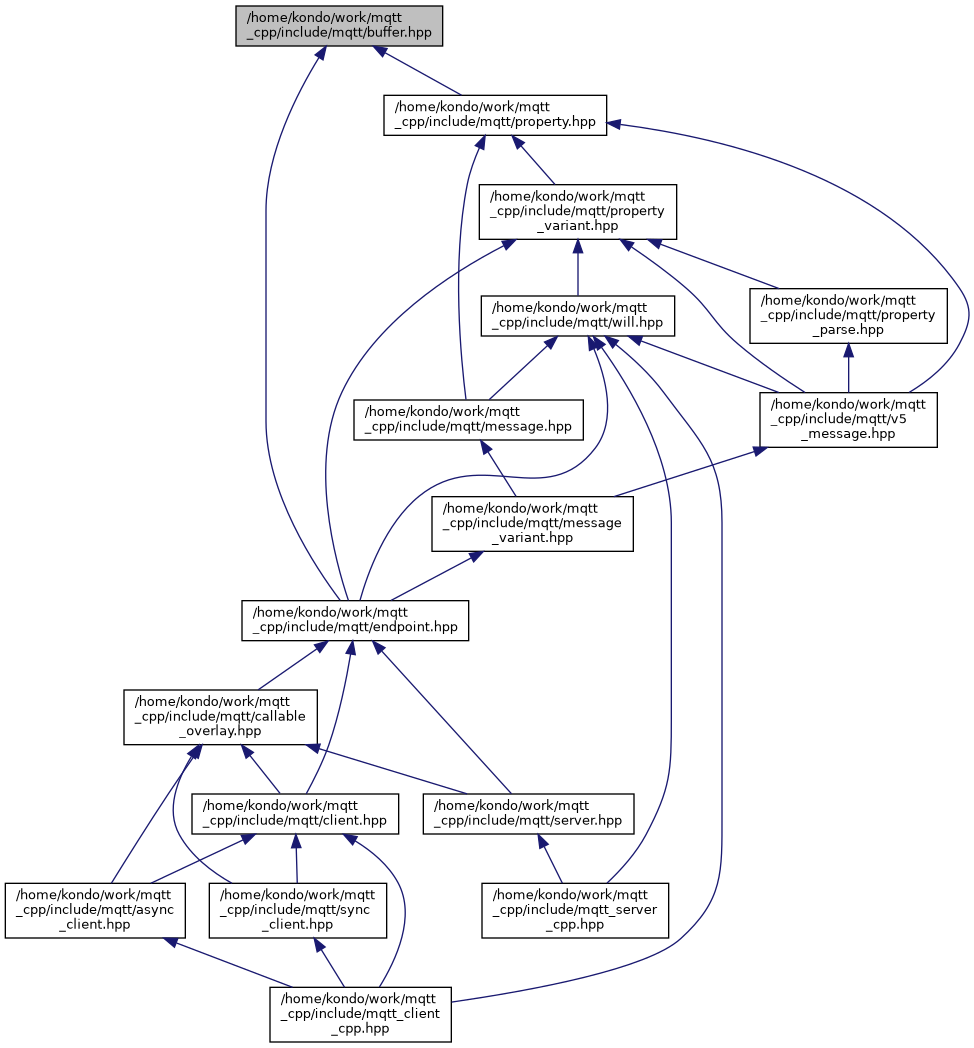 /home/kondo/work/mqtt
_cpp/include/mqtt/buffer.hpp
/home/kondo/work/mqtt
_cpp/include/mqtt/property.hpp
/home/kondo/work/mqtt
_cpp/include/mqtt/property
_variant.hpp
/home/kondo/work/mqtt
_cpp/include/mqtt/will.hpp
/home/kondo/work/mqtt
_cpp/include/mqtt/property
_parse.hpp
/home/kondo/work/mqtt
_cpp/include/mqtt/message.hpp
/home/kondo/work/mqtt
_cpp/include/mqtt/v5
_message.hpp
/home/kondo/work/mqtt
_cpp/include/mqtt/message
_variant.hpp
/home/kondo/work/mqtt
_cpp/include/mqtt/endpoint.hpp
/home/kondo/work/mqtt
_cpp/include/mqtt/callable
_overlay.hpp
/home/kondo/work/mqtt
_cpp/include/mqtt/client.hpp
/home/kondo/work/mqtt
_cpp/include/mqtt/server.hpp
/home/kondo/work/mqtt
_cpp/include/mqtt/async
_client.hpp
/home/kondo/work/mqtt
_cpp/include/mqtt/sync
_client.hpp
/home/kondo/work/mqtt
_cpp/include/mqtt_server
_cpp.hpp
/home/kondo/work/mqtt
_cpp/include/mqtt_client
_cpp.hpp